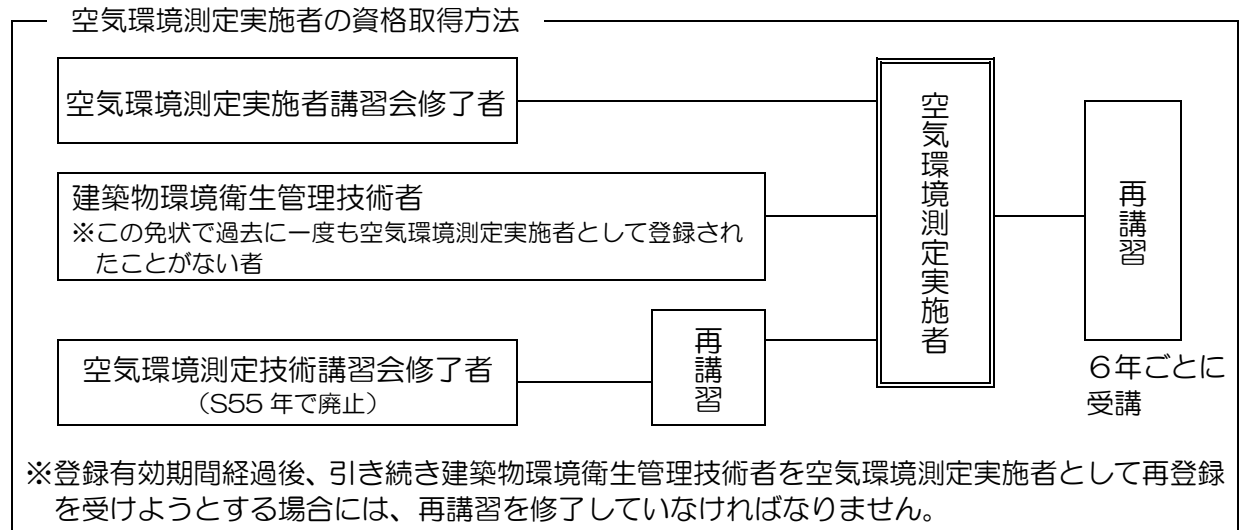 空気環境測定実施者の資格取得方法
空気環境測定実施者講習会修了者
建築物環境衛生管理技術者
※この免状で過去に一度も空気環境測定実施者として登録され
たことがない者
空気環境測定技術講習会修了者
（S55年で廃止）
再講習
空気環境測定実施者
再講習
６年ごとに
受講
※登録有効期間経過後、引き続き建築物環境衛生管理技術者を空気環境測定実施者として再登録
を受けようとする場合には、再講習を修了していなければなりません。